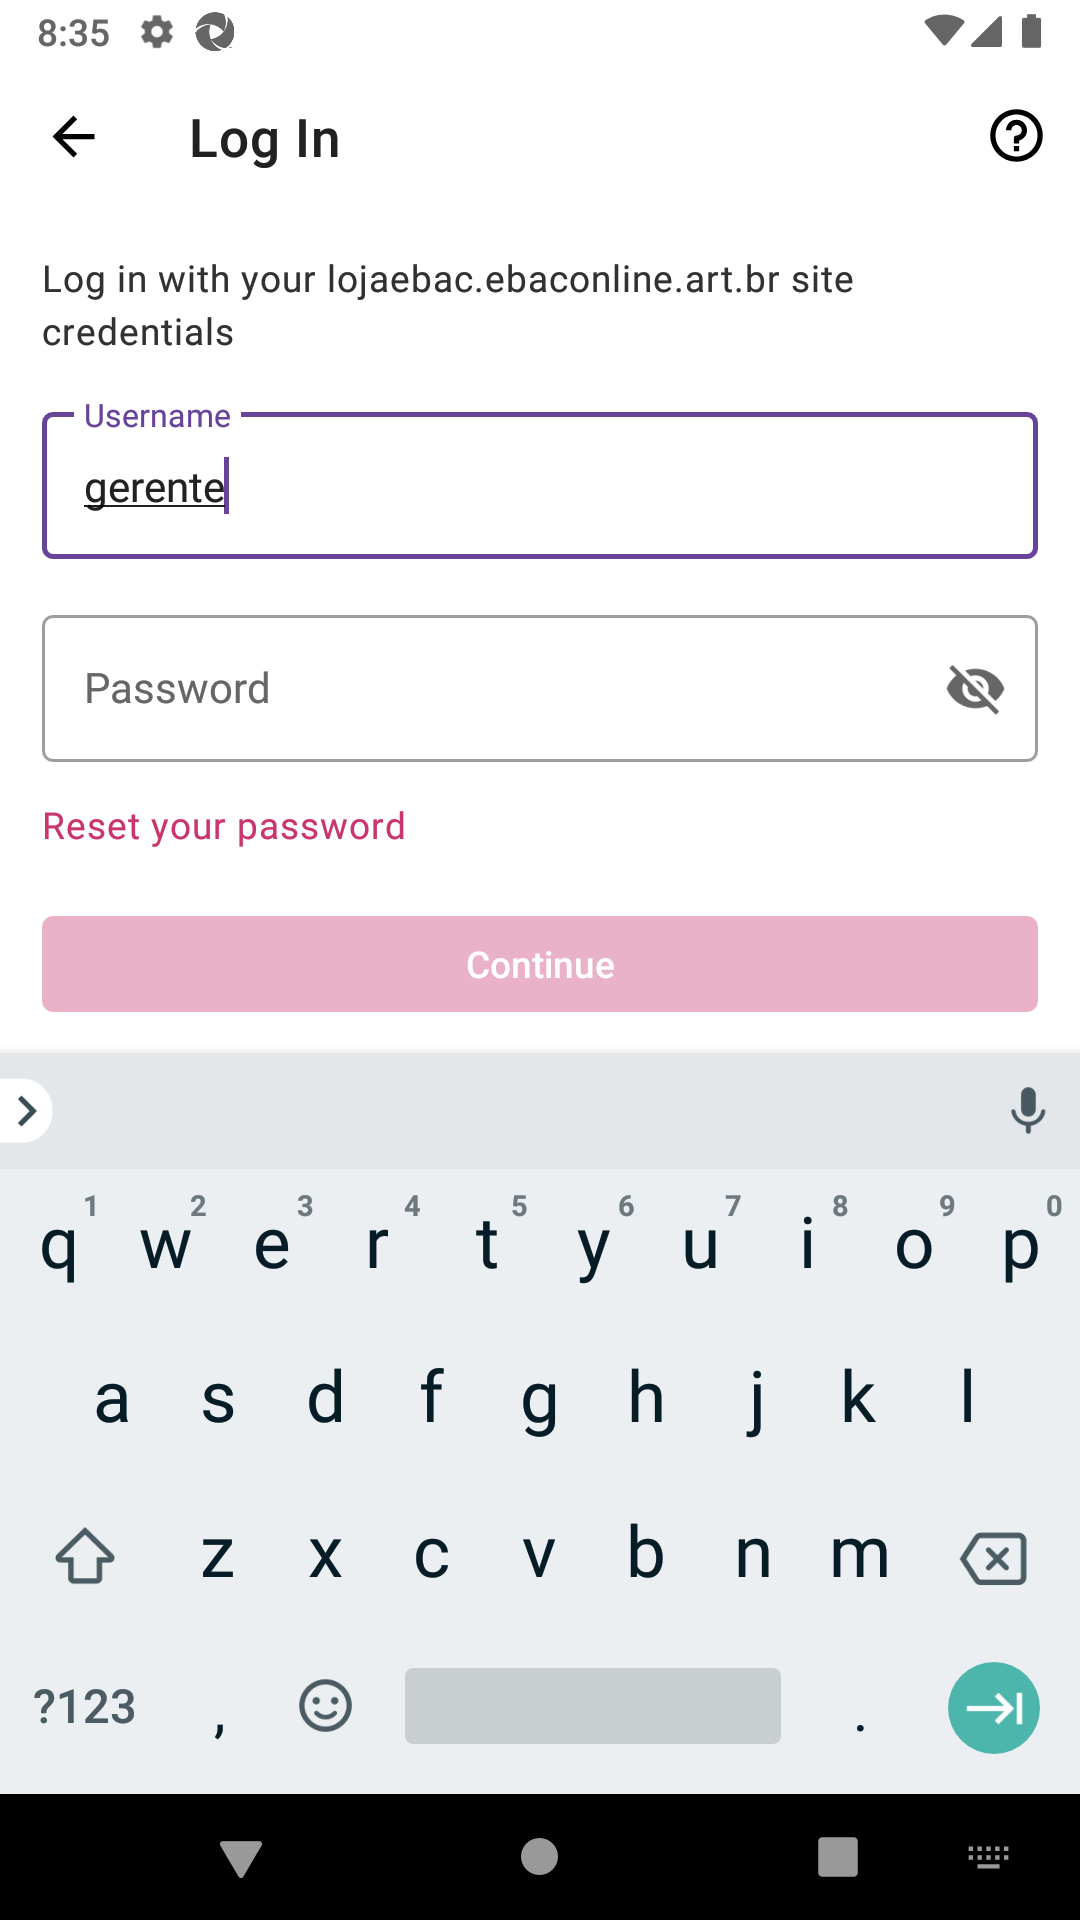 8:35
Log In
Log in with your lojaebac.ebaconline.art.br site
credentials
Username
gerente
Password
Reset your password
Continue
1 2 3 4 5 6 7 8 9 0
q w e r t y u i o p
a s d f g h j k l
z x c v b n m
?123 , .